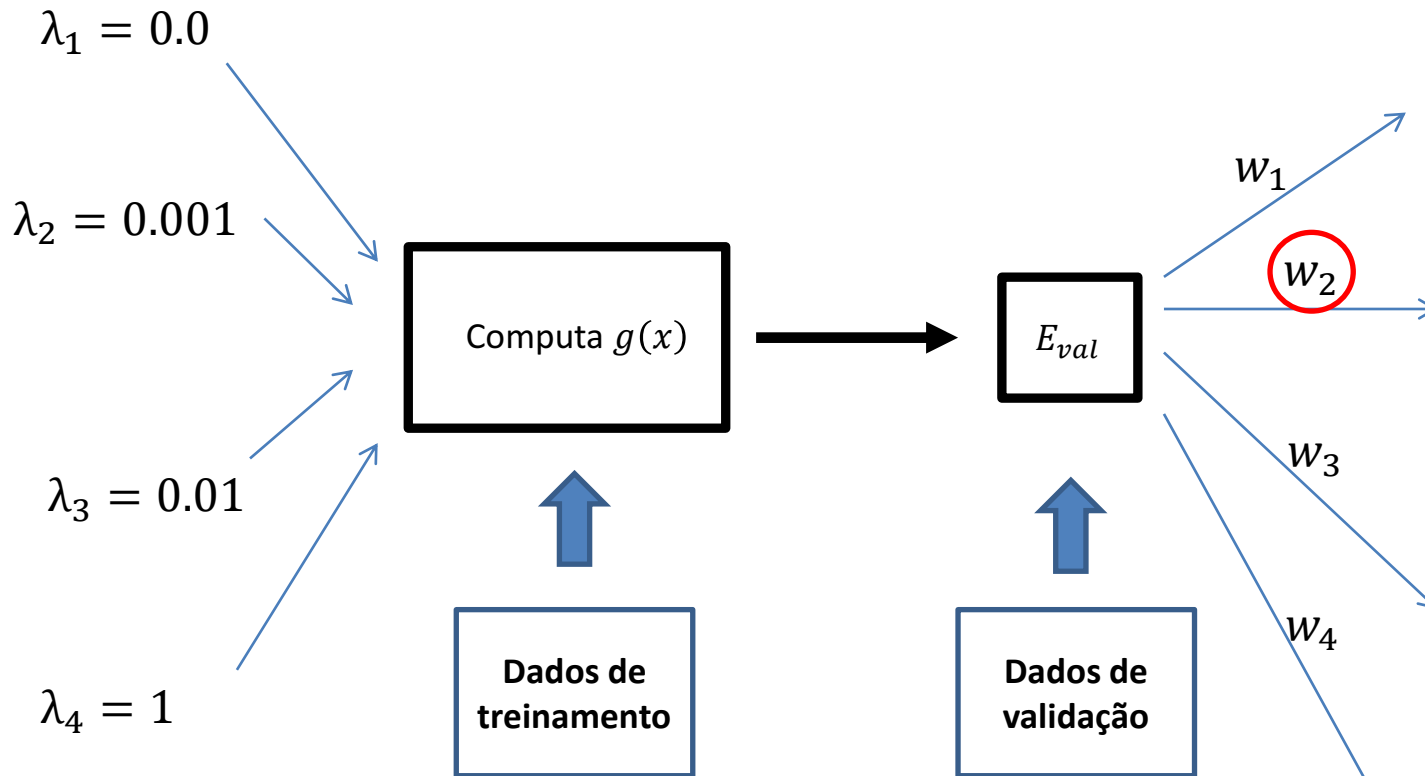 λ₁ = 0.0
λ₂ = 0.001
λ₃ = 0.01
λ₄ = 1
Computa g(x)
E_val
w₁
w₂
w₃
w₄
Dados de
treinamento
Dados de
validação